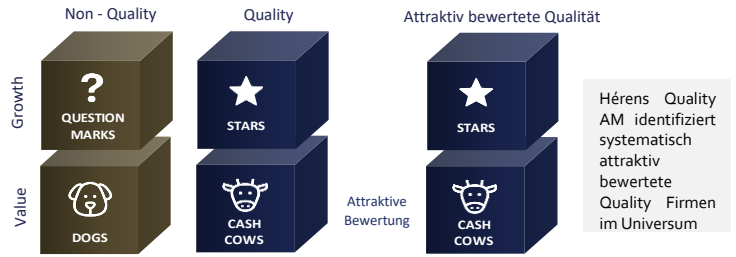 Non - Quality
Quality
Attraktiv bewertete Qualität
Growth
?
QUESTION
MARKS
STARS
STARS
Value
DOGS
CASH
COWS
Attraktive
Bewertung
CASH
COWS
Hérens Quality
AM identifiziert
systematisch
attraktiv
bewertete
Quality Firmen
im Universum